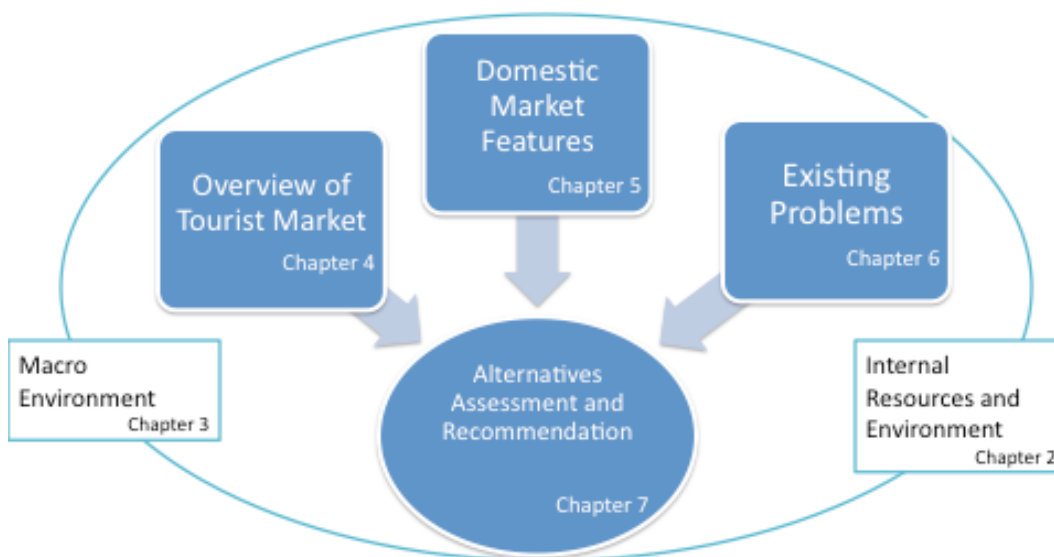 Domestic
Market
Features
Chapter 5
Overview of
Tourist Market
Chapter 4
Existing
Problems
Chapter 6
Macro
Environment
Chapter 3
Alternatives
Assessment and
Recommendation
Chapter 7
Internal
Resources and
Environment
Chapter 2